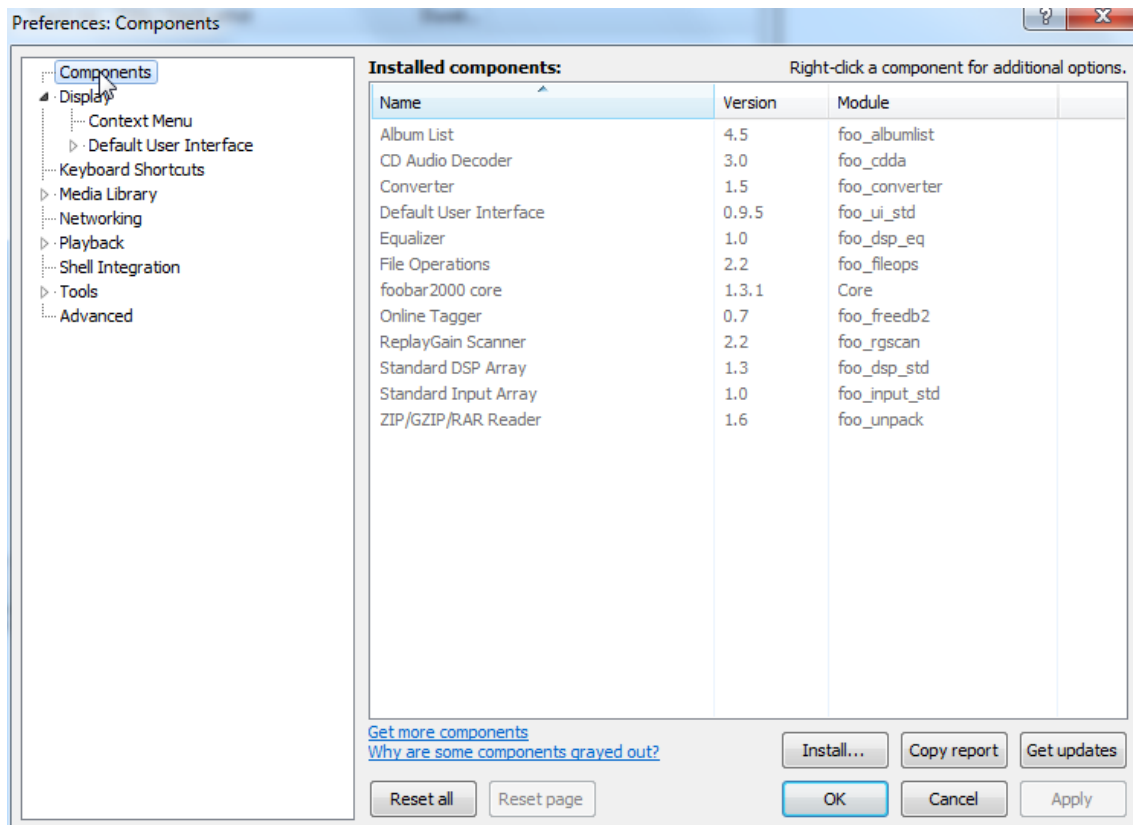 Preferences: Components
Components
Display
Context Menu
Default User Interface
Keyboard Shortcuts
Media Library
Networking
Playback
Shell Integration
Tools
Advanced
Installed components: Right-click a component for additional options.
Name Version Module
Album List 4.5 foo_albumlist
CD Audio Decoder 3.0 foo_cdda
Converter 1.5 foo_converter
Default User Interface 0.9.5 foo_ui_std
Equalizer 1.0 foo_dsp_eq
File Operations 2.2 foo_fileops
foobar2000 core 1.3.1 Core
Online Tagger 0.7 foo_freedb2
ReplayGain Scanner 2.2 foo_rgscan
Standard DSP Array 1.3 foo_dsp_std
Standard Input Array 1.0 foo_input_std
ZIP/GZIP/RAR Reader 1.6 foo_unpack
Get more components
Why are some components grayed out?
Install... Copy report Get updates
Reset all Reset page OK Cancel Apply